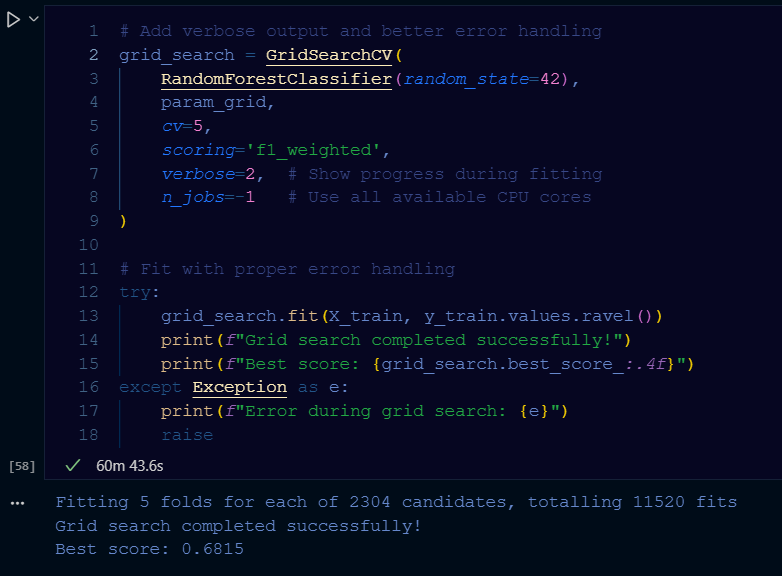 1 # Add verbose output and better error handling
2 grid_search = GridSearchCV(
3     RandomForestClassifier(random_state=42),
4     param_grid,
5     cv=5,
6     scoring='f1_weighted',
7     verbose=2,  # Show progress during fitting
8     n_jobs=-1   # Use all available CPU cores
9 )
10
11 # Fit with proper error handling
12 try:
13     grid_search.fit(X_train, y_train.values.ravel())
14     print(f"Grid search completed successfully!")
15     print(f"Best score: {grid_search.best_score_:.4f}")
16 except Exception as e:
17     print(f"Error during grid search: {e}")
18     raise
[58] 60m 43.6s
Fitting 5 folds for each of 2304 candidates, totalling 11520 fits
Grid search completed successfully!
Best score: 0.6815